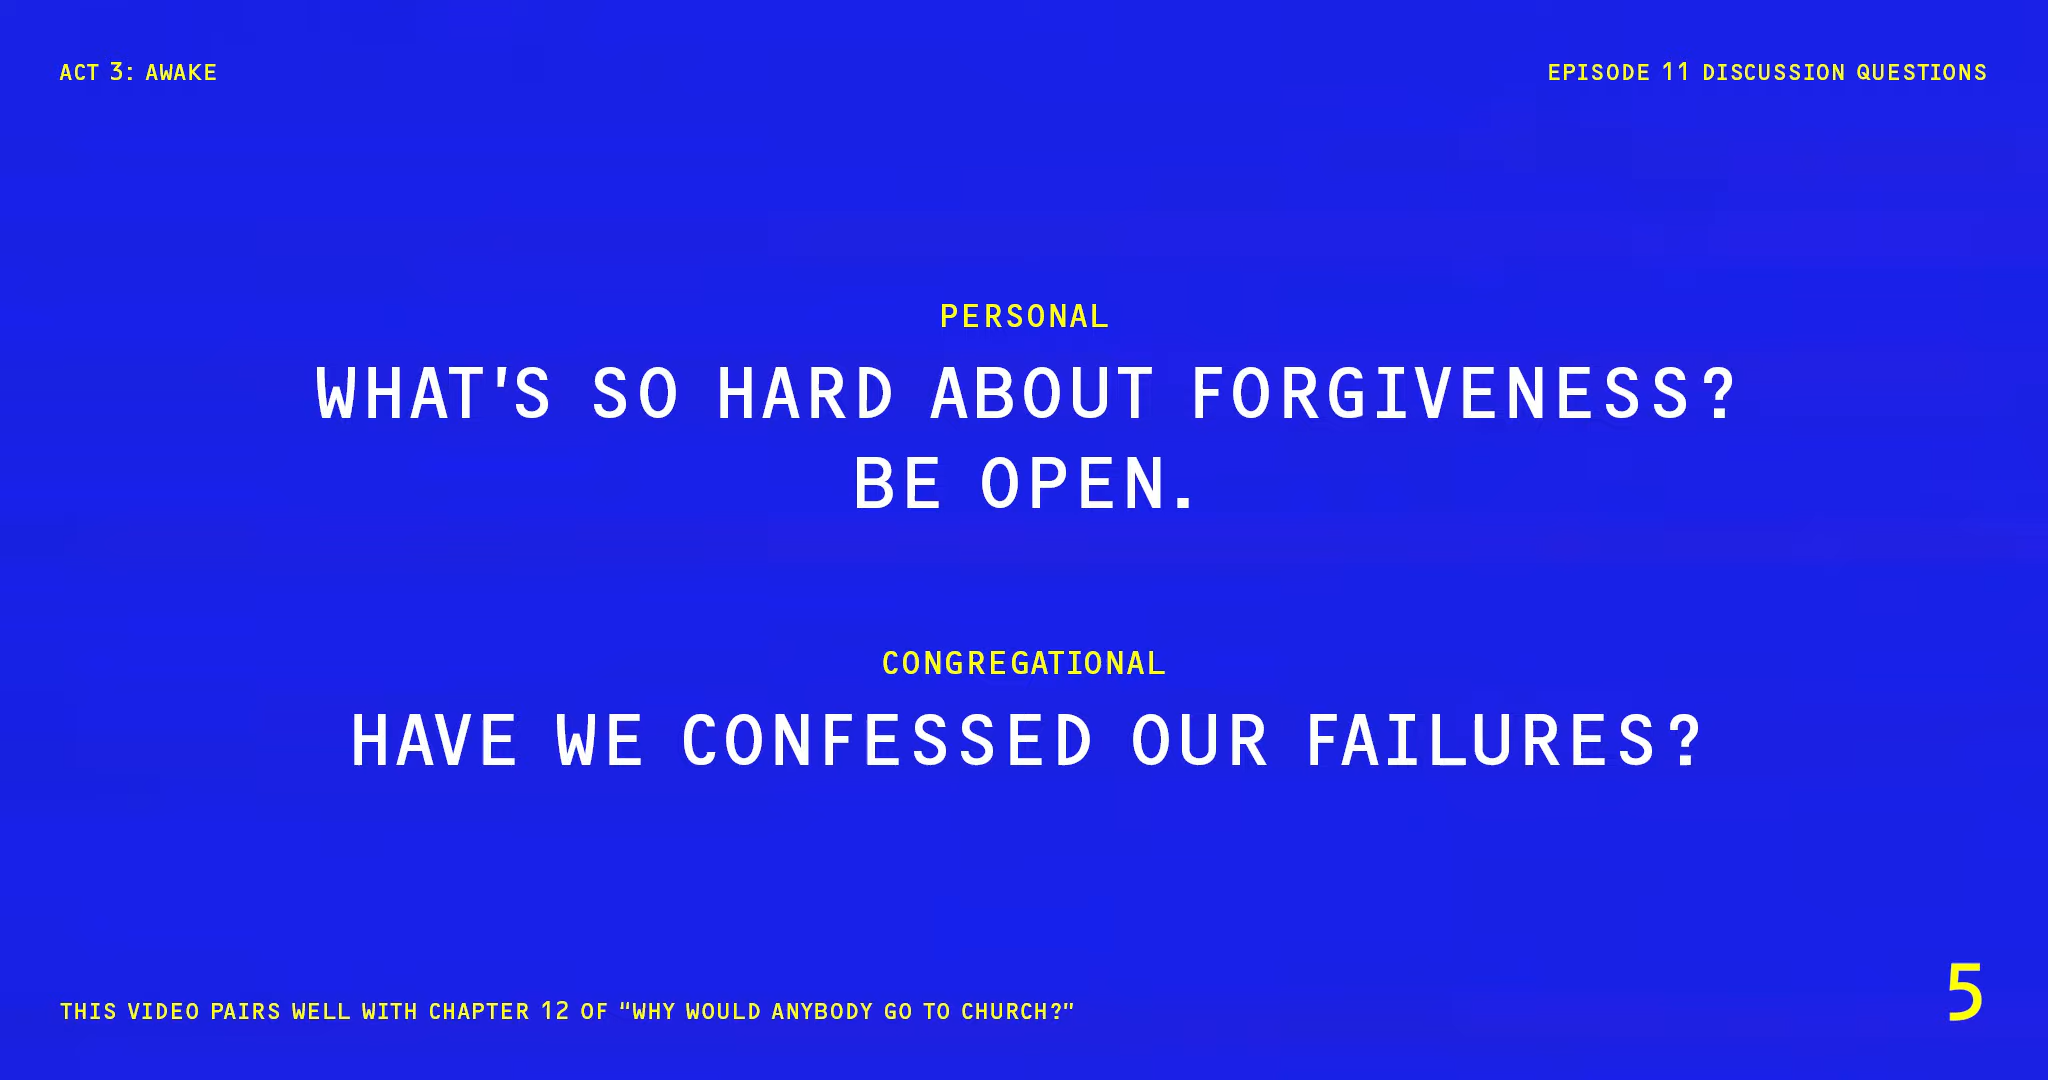 ACT 3: AWAKE
EPISODE 11 DISCUSSION QUESTIONS
PERSONAL
WHAT'S SO HARD ABOUT FORGIVENESS?
BE OPEN.
CONGREGATIONAL
HAVE WE CONFESSED OUR FAILURES?
THIS VIDEO PAIRS WELL WITH CHAPTER 12 OF “WHY WOULD ANYBODY GO TO CHURCH?”
5